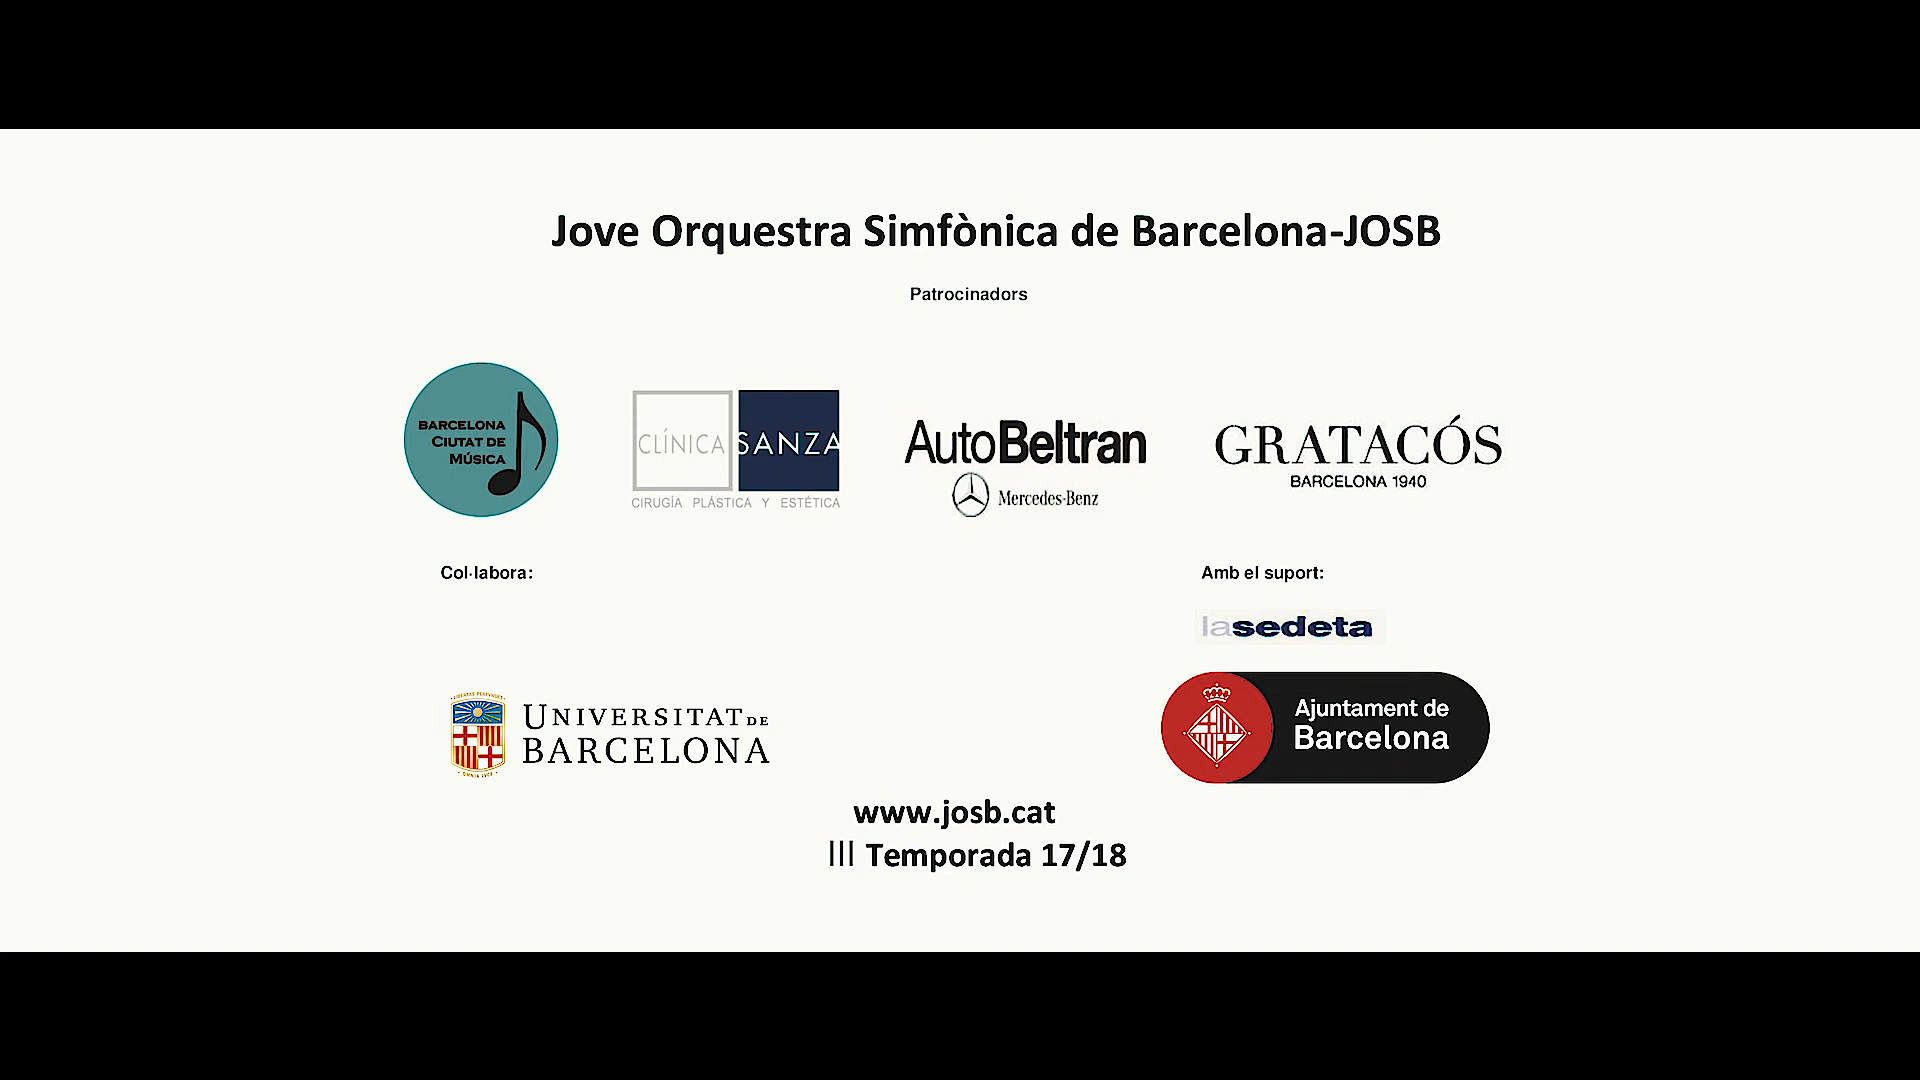 Jove Orquestra Simfònica de Barcelona-JOSB
Patrocinadors
BARCELONA
CIUTAT DE
MÚSICA
CLÍNICA SANZA
CIRUGÍA PLÁSTICA Y ESTÉTICA
AutoBeltran
Mercedes-Benz
GRATACÓS
BARCELONA 1940
Col·labora:
Amb el suport:
lasedeta
UNIVERSITAT DE
BARCELONA
Ajuntament de
Barcelona
www.josb.cat
III Temporada 17/18